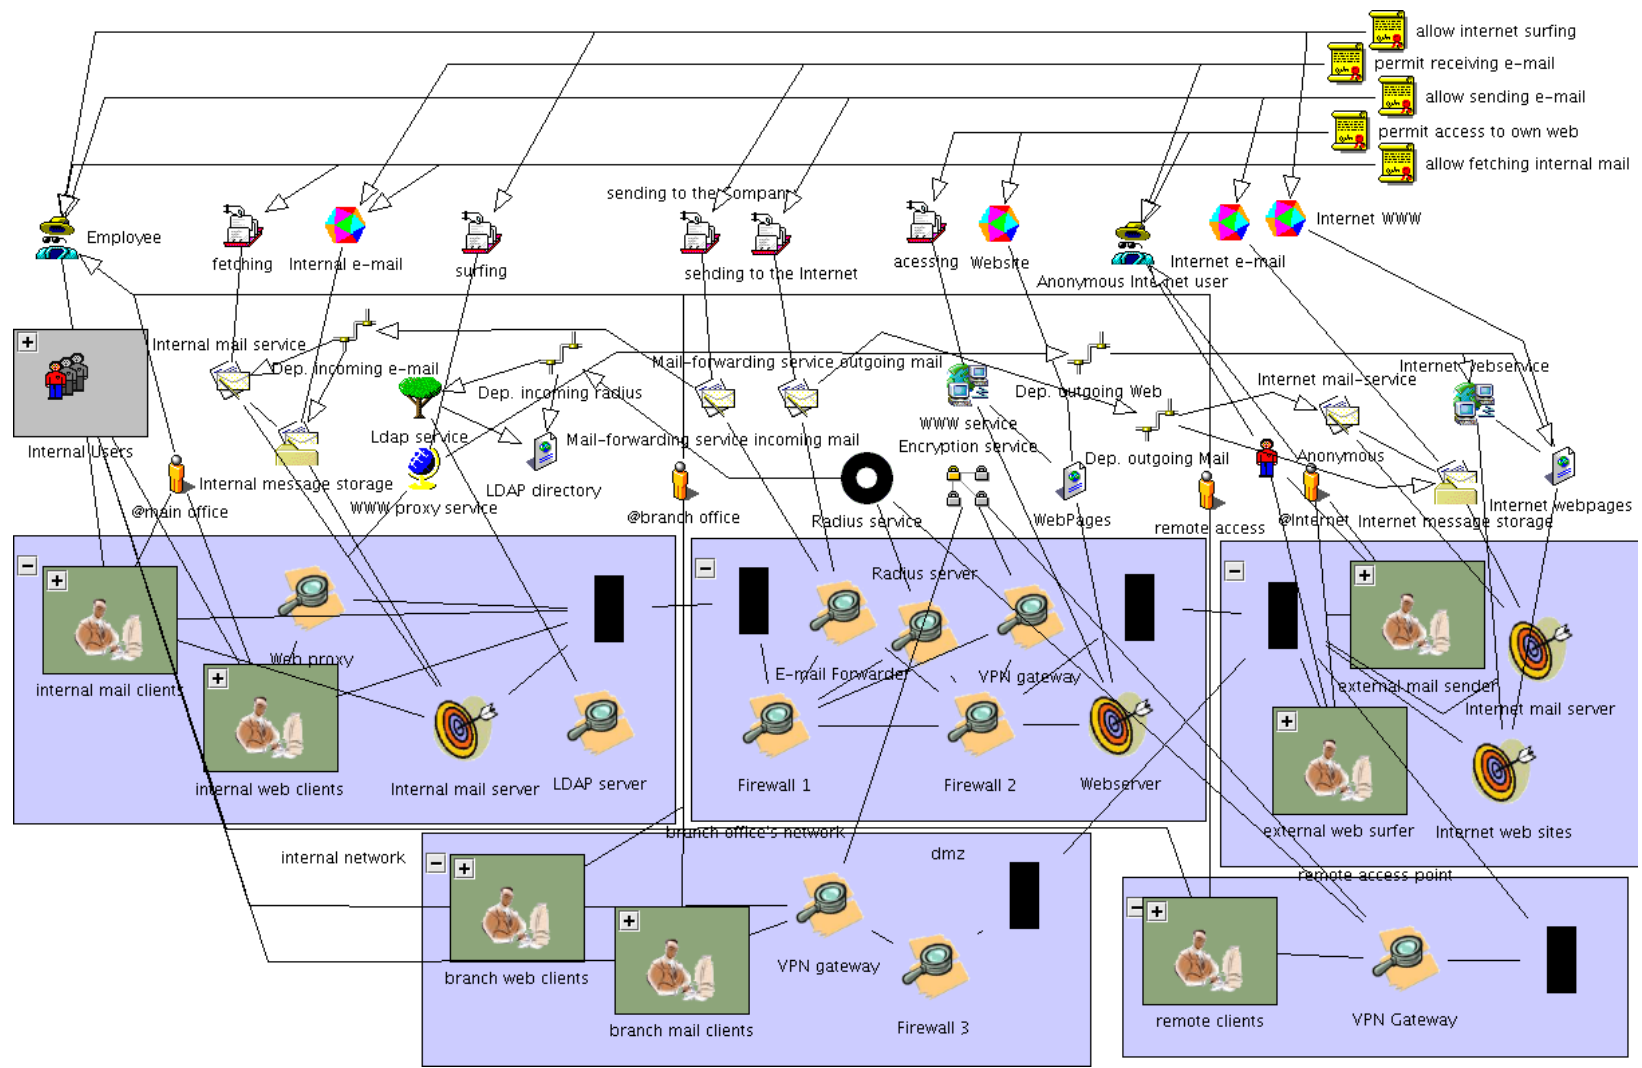 allow internet surfing
permit receiving e-mail
allow sending e-mail
permit access to own web
allow fetching internal mail
sending to the Company
Employee
fetching
Internal e-mail
surfing
sending to the Internet
acessing
Website
Anonymous Internet user
Internet e-mail
Internet WWW
Internal mail service
Dep. incoming e-mail
Dep. incoming radius
Mail-forwarding service outgoing mail
Dep. outgoing Web
Internet mail-service
Internet webservice
Internal Users
Ldap service
Mail-forwarding service incoming mail
WWW service
Encryption service
Dep. outgoing Mail
Anonymous
@main office
Internal message storage
WWW proxy service
LDAP directory
@branch office
Radius service
WebPages
remote access
@Internet
Internet message storage
Internet webpages
Radius server
Web proxy
internal mail clients
E-mail Forwarder
VPN gateway
external mail sender
Internet mail server
internal web clients
Internal mail server
LDAP server
Firewall 1
Firewall 2
Webserver
external web surfer
Internet web sites
internal network
branch office's network
dmz
remote access point
branch web clients
VPN gateway
branch mail clients
Firewall 3
remote clients
VPN Gateway